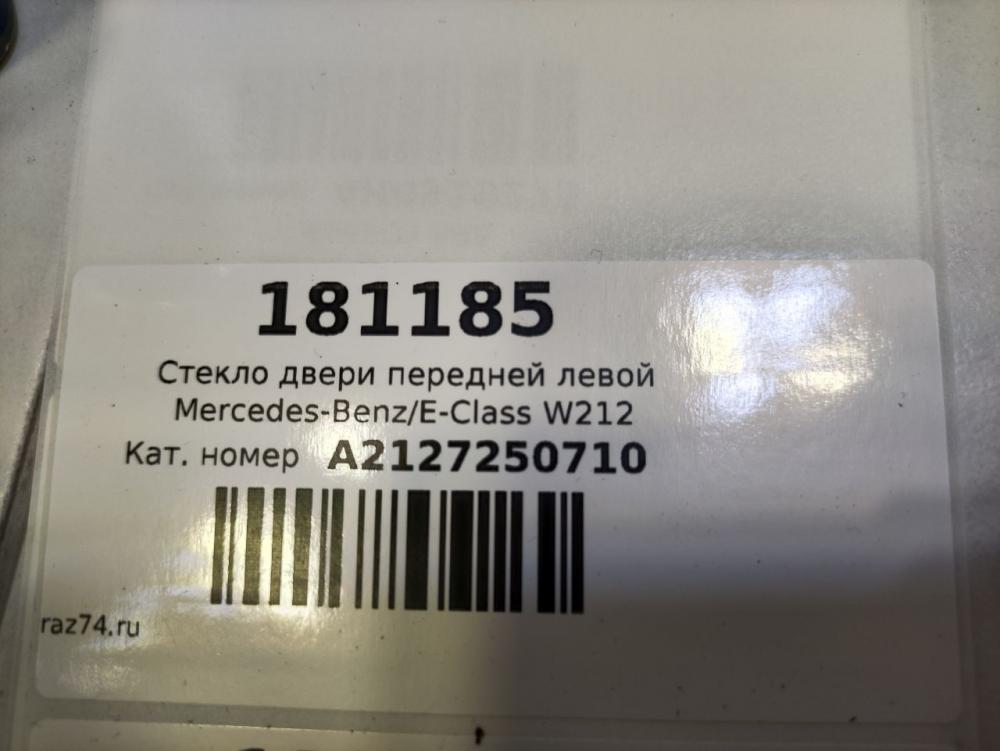 181185
Стекло двери передней левой
Mercedes-Benz/E-Class W212
Кат. номер A2127250710
raz74.ru